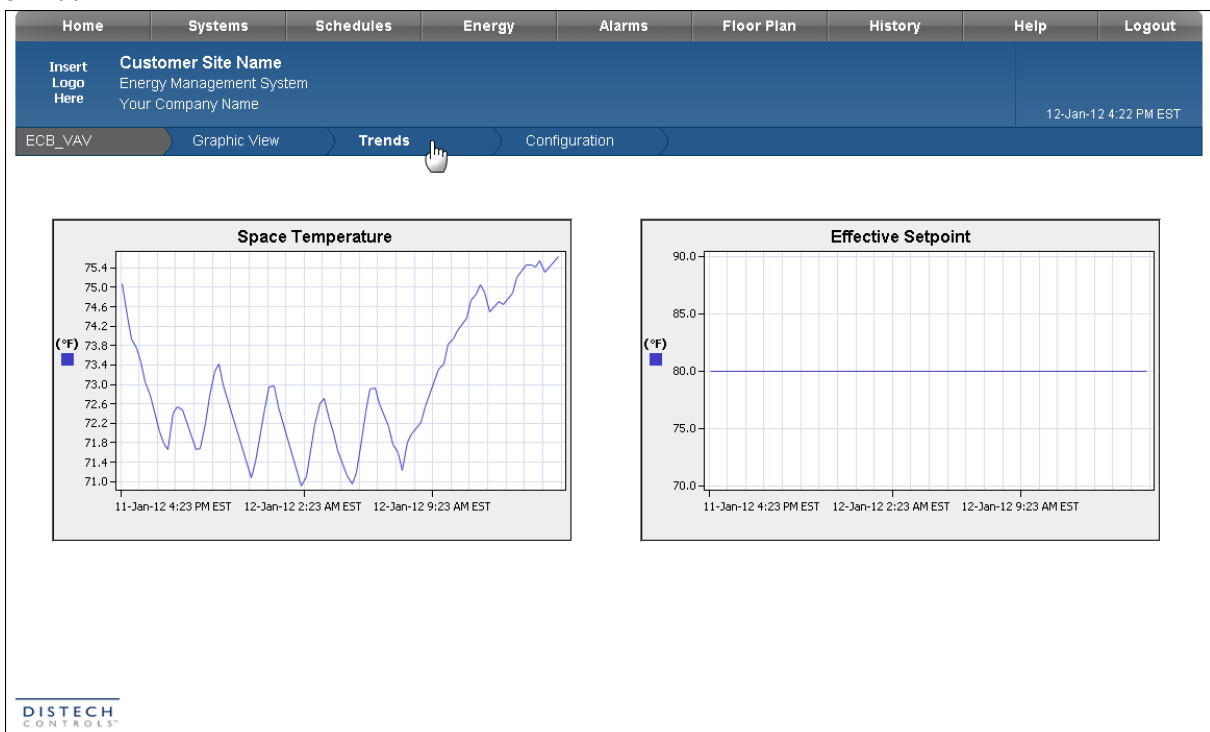 Home Systems Schedules Energy Alarms Floor Plan History Help Logout
Insert
Logo
Here
Customer Site Name
Energy Management System
Your Company Name
12-Jan-12 4:22 PM EST
ECB_VAV Graphic View Trends Configuration
Space Temperature
75.4
75.0
74.6
74.2
73.8
73.4
73.0
72.6
72.2
71.8
71.4
71.0
(°F)
11-Jan-12 4:23 PM EST 12-Jan-12 2:23 AM EST 12-Jan-12 9:23 AM EST
Effective Setpoint
90.0
85.0
80.0
75.0
70.0
(°F)
11-Jan-12 4:23 PM EST 12-Jan-12 2:23 AM EST 12-Jan-12 9:23 AM EST
DISTECH
CONTROLS™